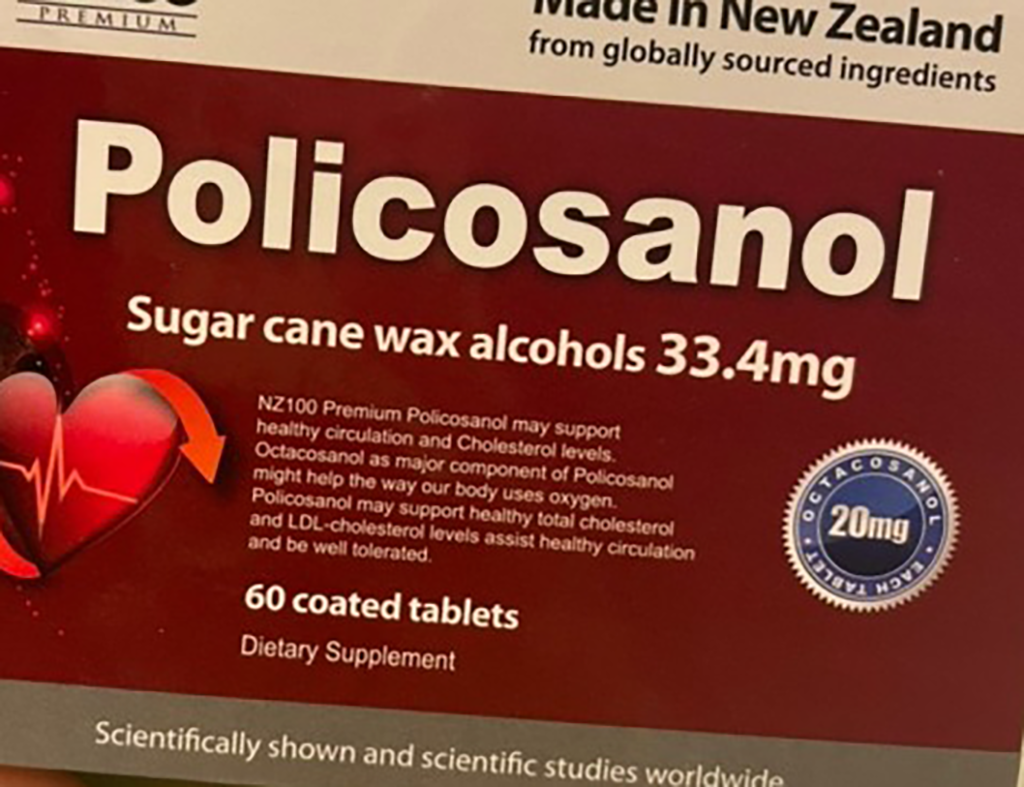 PREMIUM
Made in New Zealand
from globally sourced ingredients
Policosanol
Sugar cane wax alcohols 33.4mg
NZ100 Premium Policosanol may support
healthy circulation and Cholesterol levels.
Octacosanol as major component of Policosanol
might help the way our body uses oxygen.
Policosanol may support healthy total cholesterol
and LDL-cholesterol levels assist healthy circulation
and be well tolerated.
OCTACOSANOL
20mg
EACH TABLET
60 coated tablets
Dietary Supplement
Scientifically shown and scientific studies worldwide